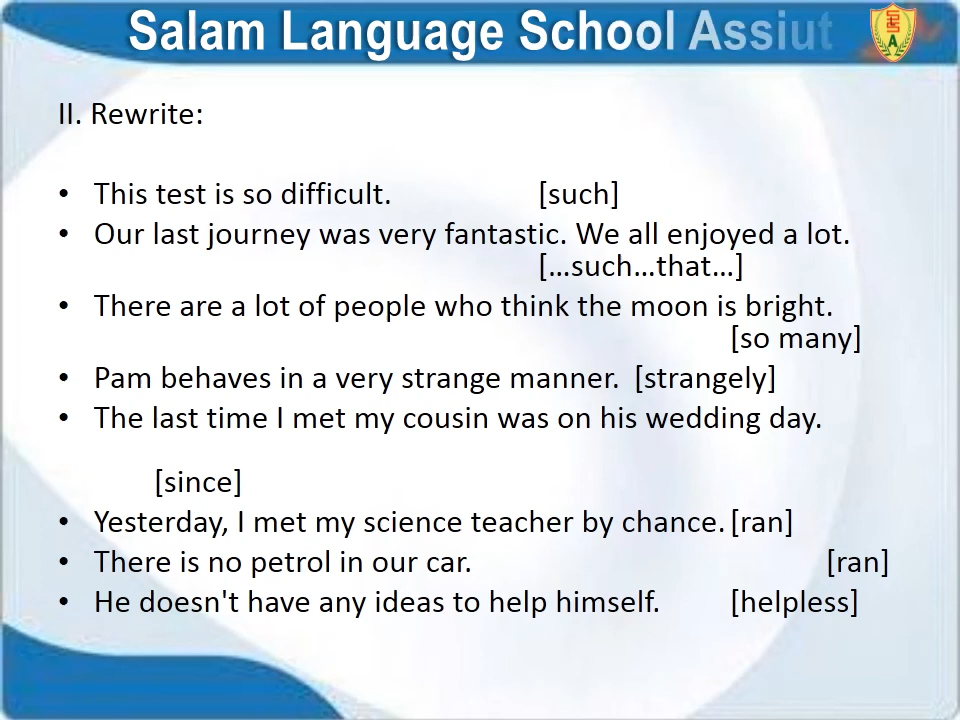 Salam Language School Assiut
II. Rewrite:
• This test is so difficult. [such]
• Our last journey was very fantastic. We all enjoyed a lot.
[…such…that…]
• There are a lot of people who think the moon is bright.
[so many]
• Pam behaves in a very strange manner. [strangely]
• The last time I met my cousin was on his wedding day.
[since]
• Yesterday, I met my science teacher by chance. [ran]
• There is no petrol in our car. [ran]
• He doesn't have any ideas to help himself. [helpless]